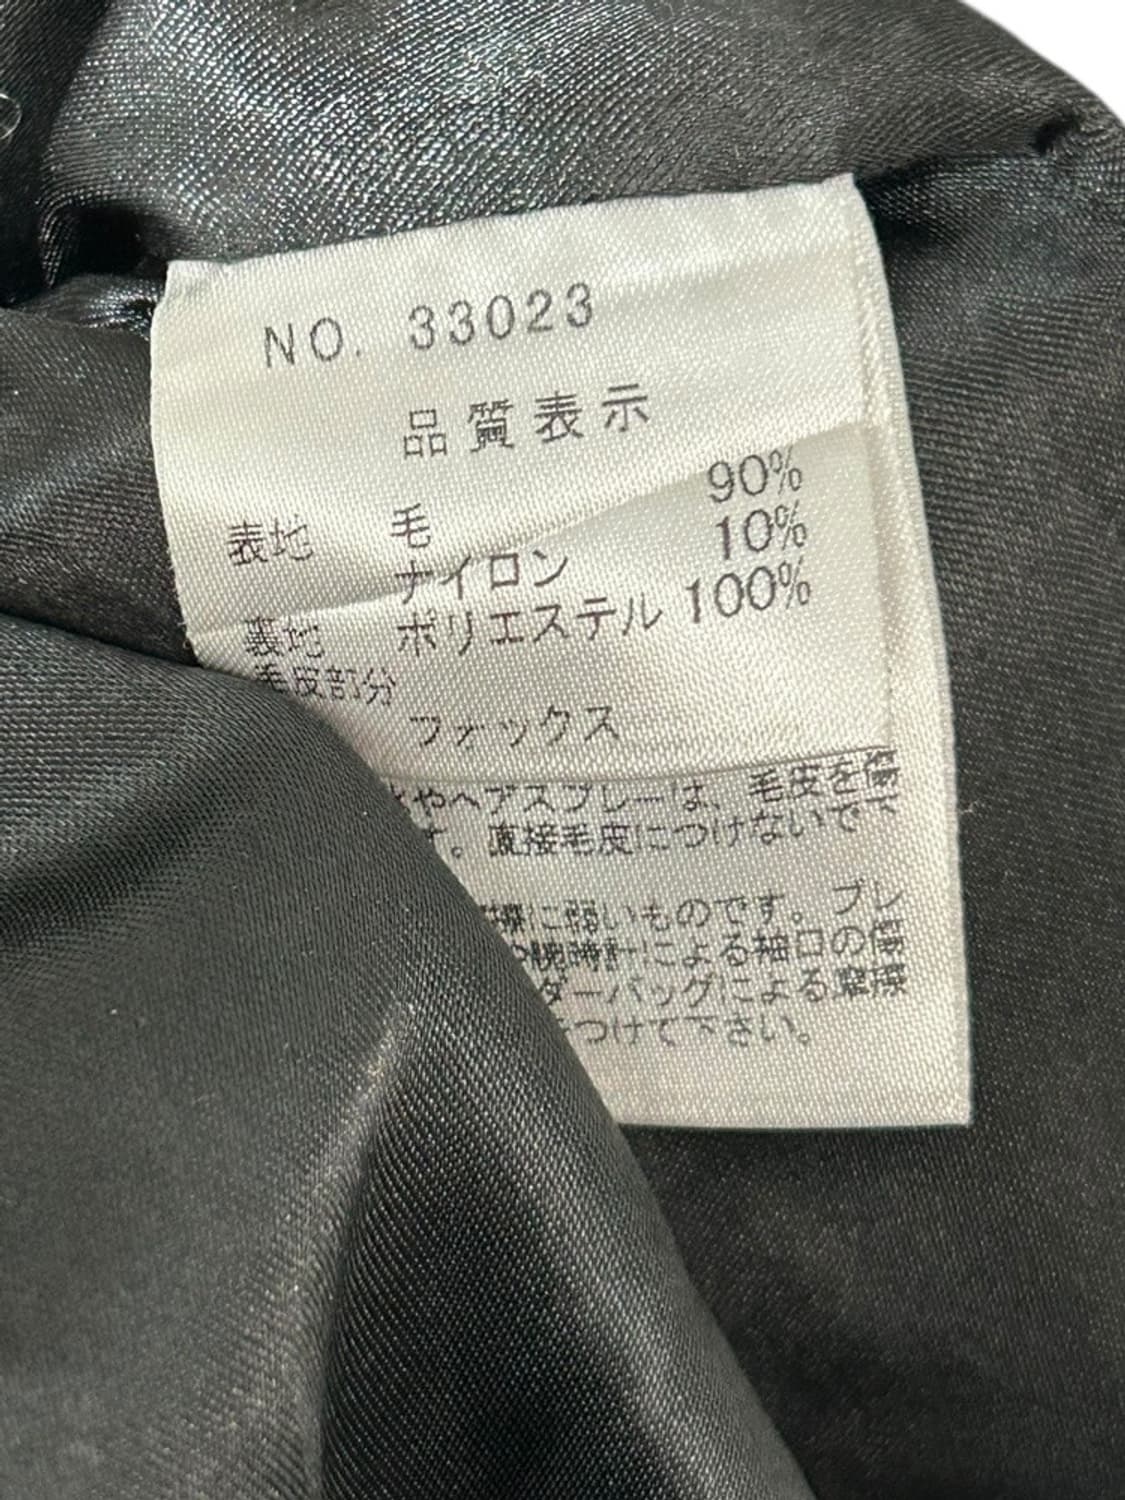 NO. 33023
品質表示
表地 毛 90%
ナイロン 10%
裏地 ポリエステル 100%
毛皮部分
フォックス
やヘアスプレーは、毛皮を傷
す。直接毛皮につけないで下
擦に弱いものです。ブレ
や腕時計による袖口の
ダーバッグによる摩擦
つけて下さい。